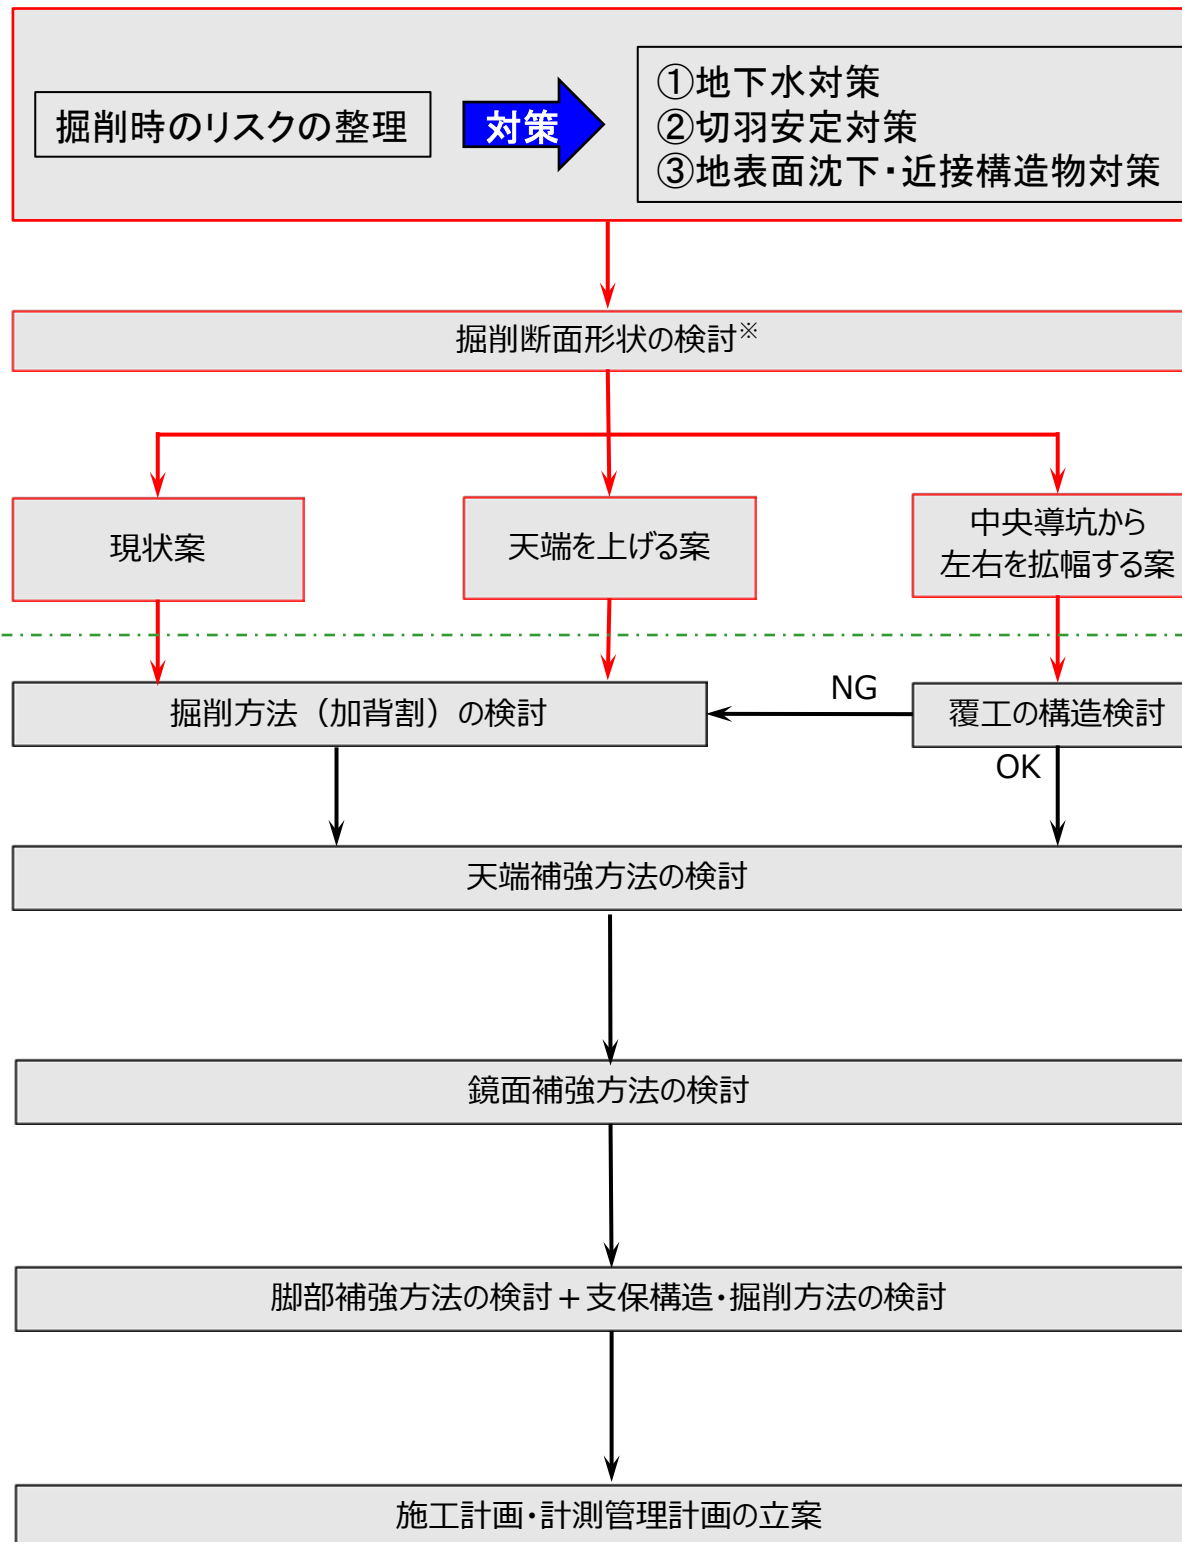 掘削時のリスクの整理
対策
①地下水対策
②切羽安定対策
③地表面沈下・近接構造物対策
掘削断面形状の検討※
現状案
天端を上げる案
中央導坑から
左右を拡幅する案
掘削方法（加背割）の検討
NG
覆工の構造検討
OK
天端補強方法の検討
鏡面補強方法の検討
脚部補強方法の検討＋支保構造・掘削方法の検討
施工計画・計測管理計画の立案